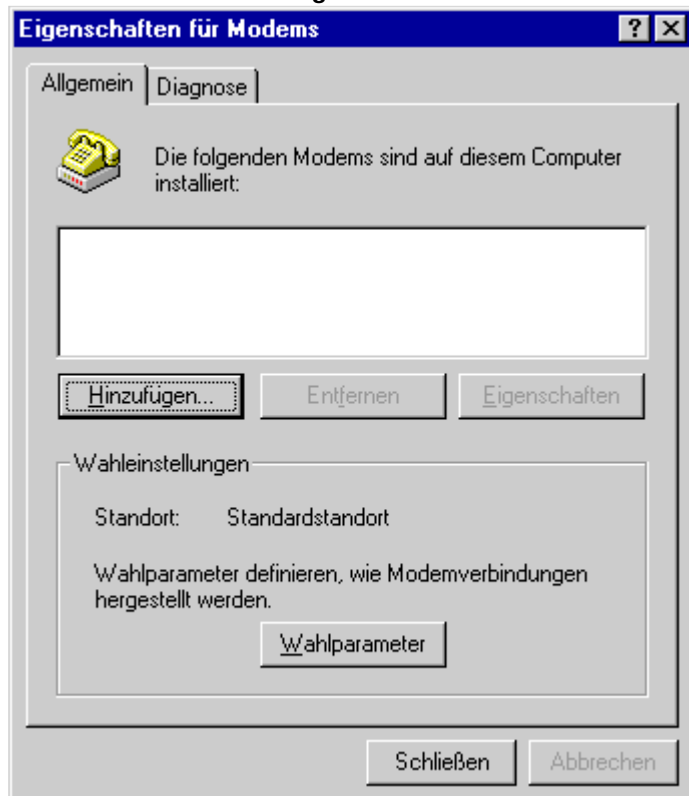 Eigenschaften für Modems
Allgemein
Diagnose
Die folgenden Modems sind auf diesem Computer
installiert:
Hinzufügen...
Entfernen
Eigenschaften
Wahleinstellungen
Standort: Standardstandort
Wahlparameter definieren, wie Modemverbindungen
hergestellt werden.
Wahlparameter
Schließen
Abbrechen